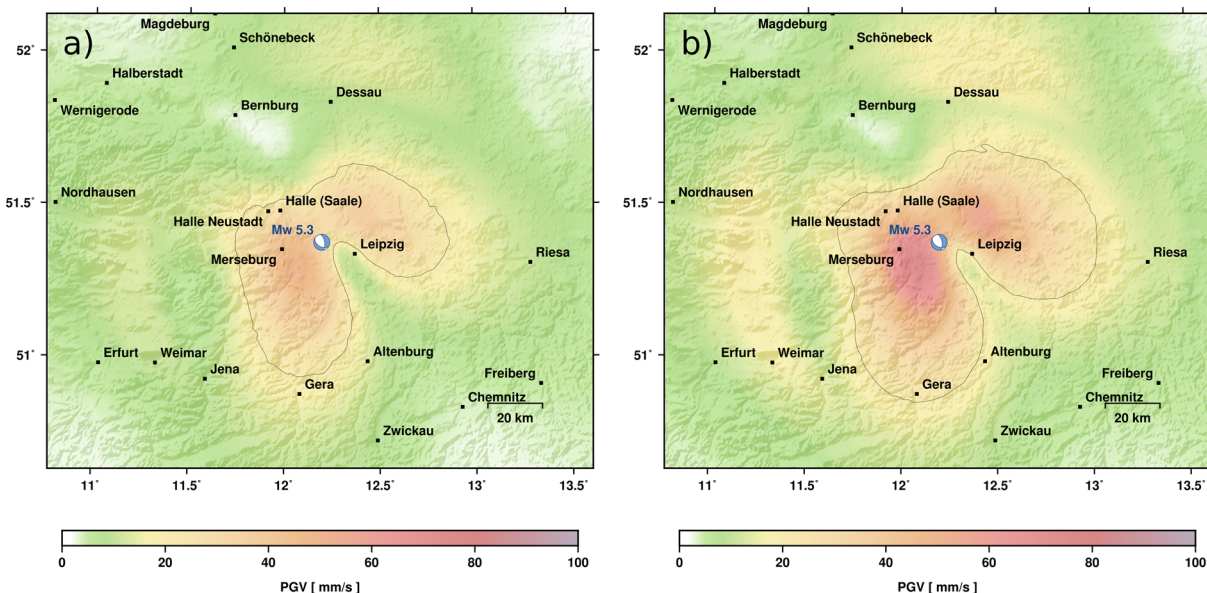 a)
Magdeburg
Schönebeck
Halberstadt
Wernigerode
Bernburg
Dessau
Nordhausen
Halle (Saale)
Halle Neustadt
Mw 5.3
Merseburg
Leipzig
Riesa
Erfurt
Weimar
Jena
Altenburg
Gera
Freiberg
Chemnitz
20 km
Zwickau
52˚
51.5˚
51˚
11˚ 11.5˚ 12˚ 12.5˚ 13˚ 13.5˚
0 20 40 60 80 100
PGV [ mm/s ]
b)
Magdeburg
Schönebeck
Halberstadt
Wernigerode
Bernburg
Dessau
Nordhausen
Halle (Saale)
Halle Neustadt
Mw 5.3
Merseburg
Leipzig
Riesa
Erfurt
Weimar
Jena
Altenburg
Gera
Freiberg
Chemnitz
20 km
Zwickau
52˚
51.5˚
51˚
11˚ 11.5˚ 12˚ 12.5˚ 13˚ 13.5˚
0 20 40 60 80 100
PGV [ mm/s ]